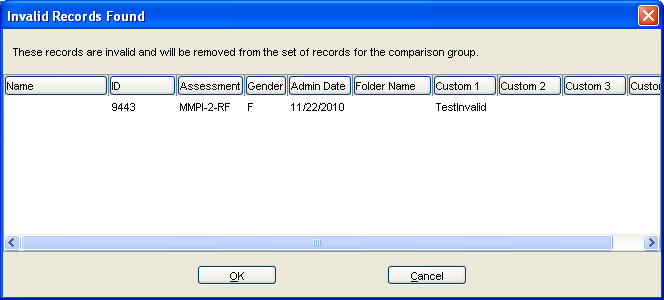 Invalid Records Found
These records are invalid and will be removed from the set of records for the comparison group.
Name ID Assessment Gender Admin Date Folder Name Custom 1 Custom 2 Custom 3 Custor
9443 MMPI-2-RF F 11/22/2010 TestInvalid
OK Cancel